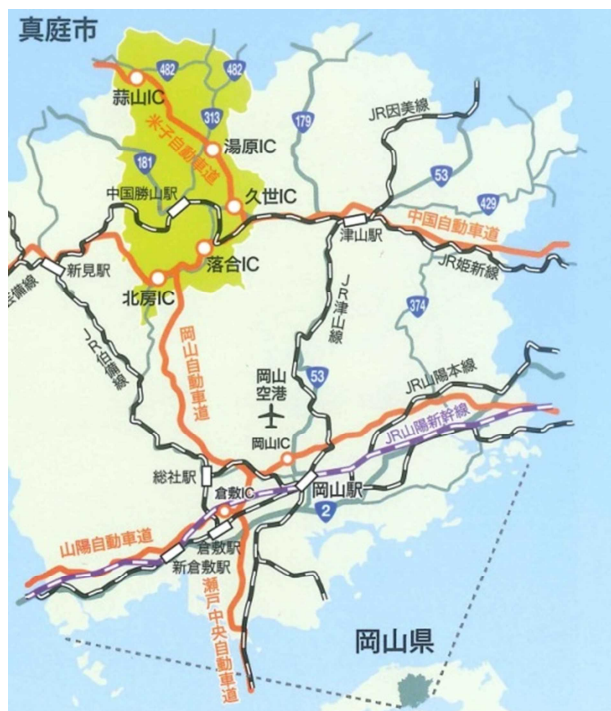 真庭市
482
482
蒜山IC
313
179
JR因美線
米子自動車道
湯原IC
181
53
中国勝山駅
久世IC
429
津山駅
中国自動車道
落合IC
JR姫新線
新見駅
北房IC
JR津山線
374
JR伯備線
岡山自動車道
岡山
空港
53
JR山陽本線
岡山IC
JR山陽新幹線
総社駅
岡山駅
倉敷IC
2
山陽自動車道
倉敷駅
新倉敷駅
瀬戸中央自動車道
岡山県